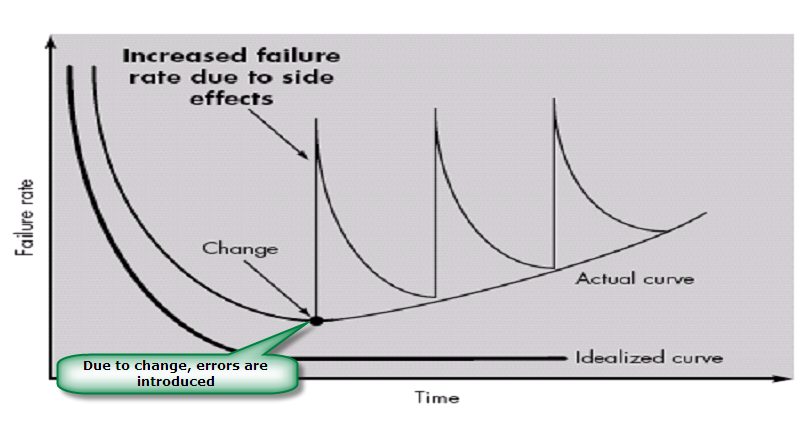 Increased failure
rate due to side
effects
Failure rate
Change
Actual curve
Due to change, errors are
introduced
Idealized curve
Time